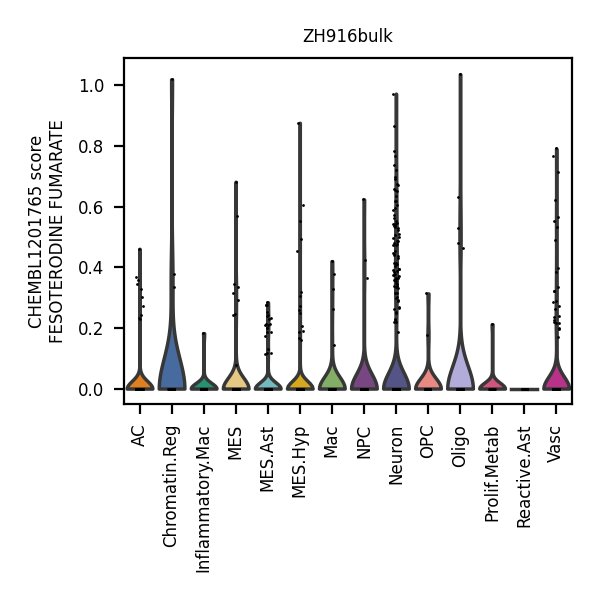 ZH916bulk
CHEMBL1201765 score
FESOTERODINE FUMARATE
1.0
0.8
0.6
0.4
0.2
0.0
AC
Chromatin.Reg
Inflammatory.Mac
MES
MES.Ast
MES.Hyp
Mac
NPC
Neuron
OPC
Oligo
Prolif.Metab
Reactive.Ast
Vasc